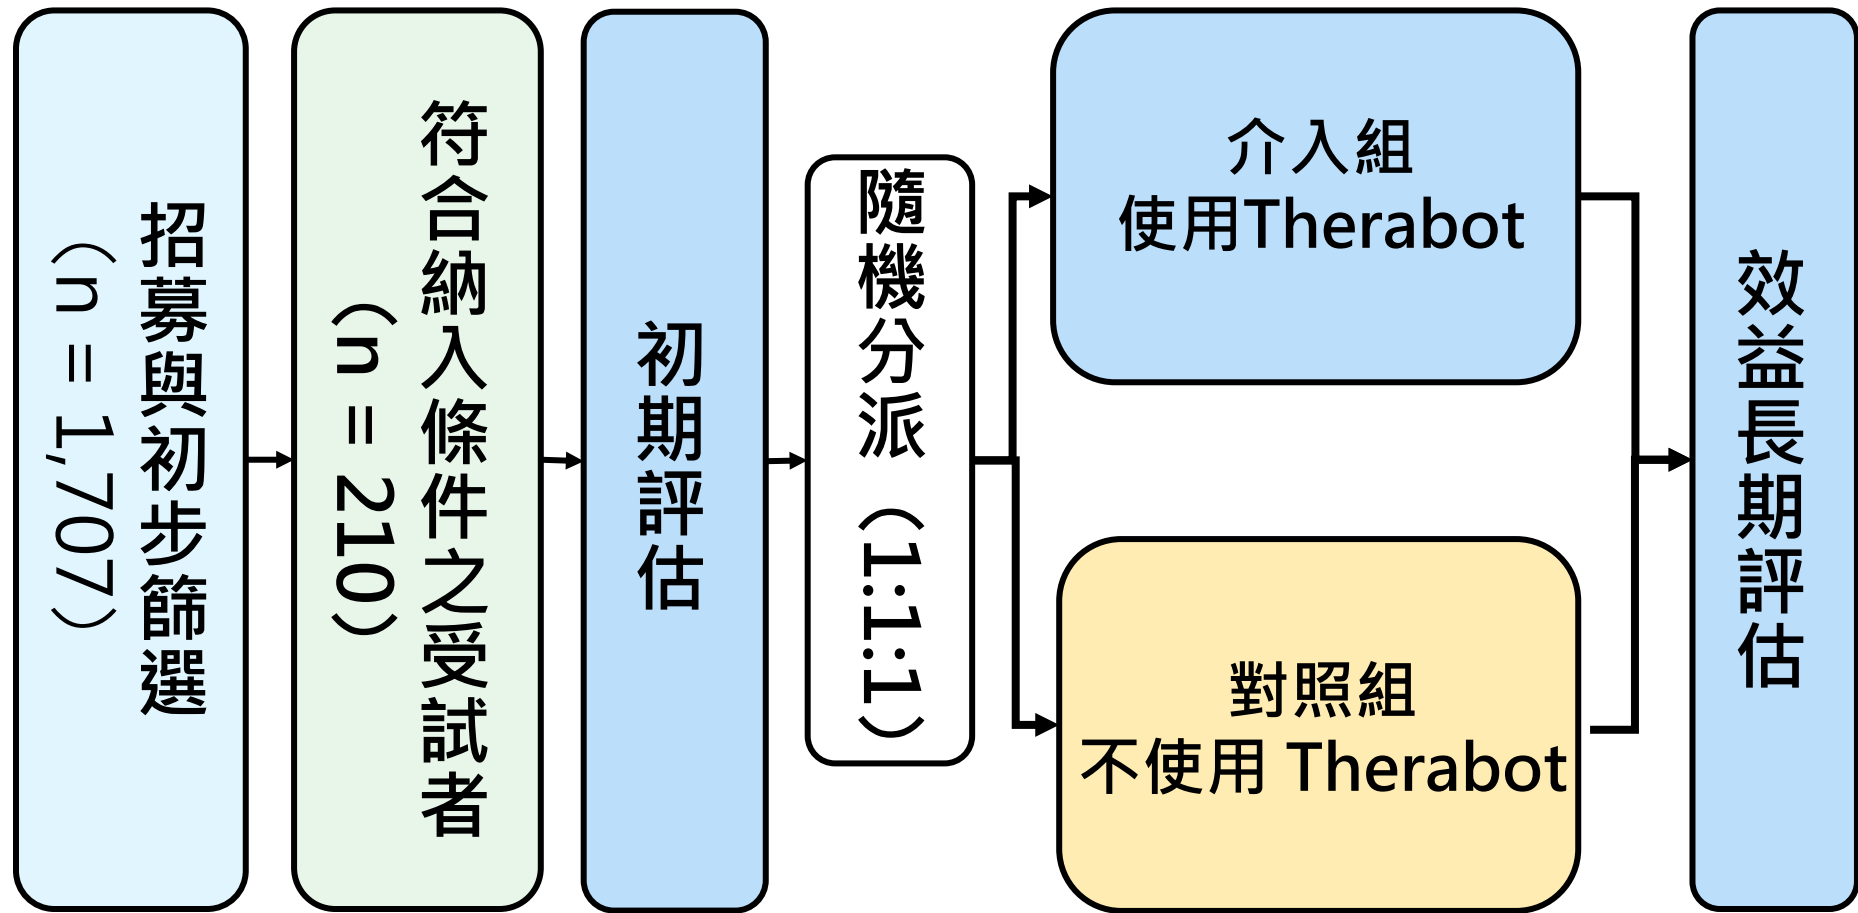 招募與初步篩選
（n = 1,707）
符合納入條件之受試者
（n = 210）
初期評估
隨機分派（1:1:1）
介入組
使用Therabot
對照組
不使用 Therabot
效益長期評估